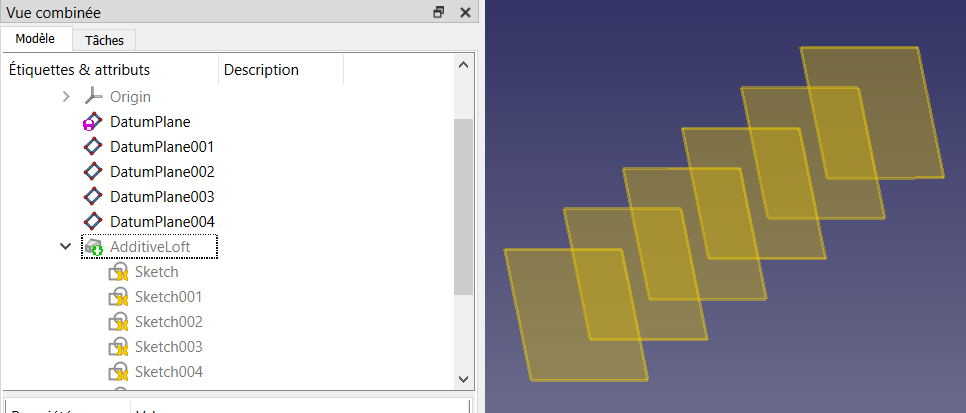 Vue combinée
Modèle Tâches
Étiquettes & attributs Description
Origin
DatumPlane
DatumPlane001
DatumPlane002
DatumPlane003
DatumPlane004
AdditiveLoft
Sketch
Sketch001
Sketch002
Sketch003
Sketch004